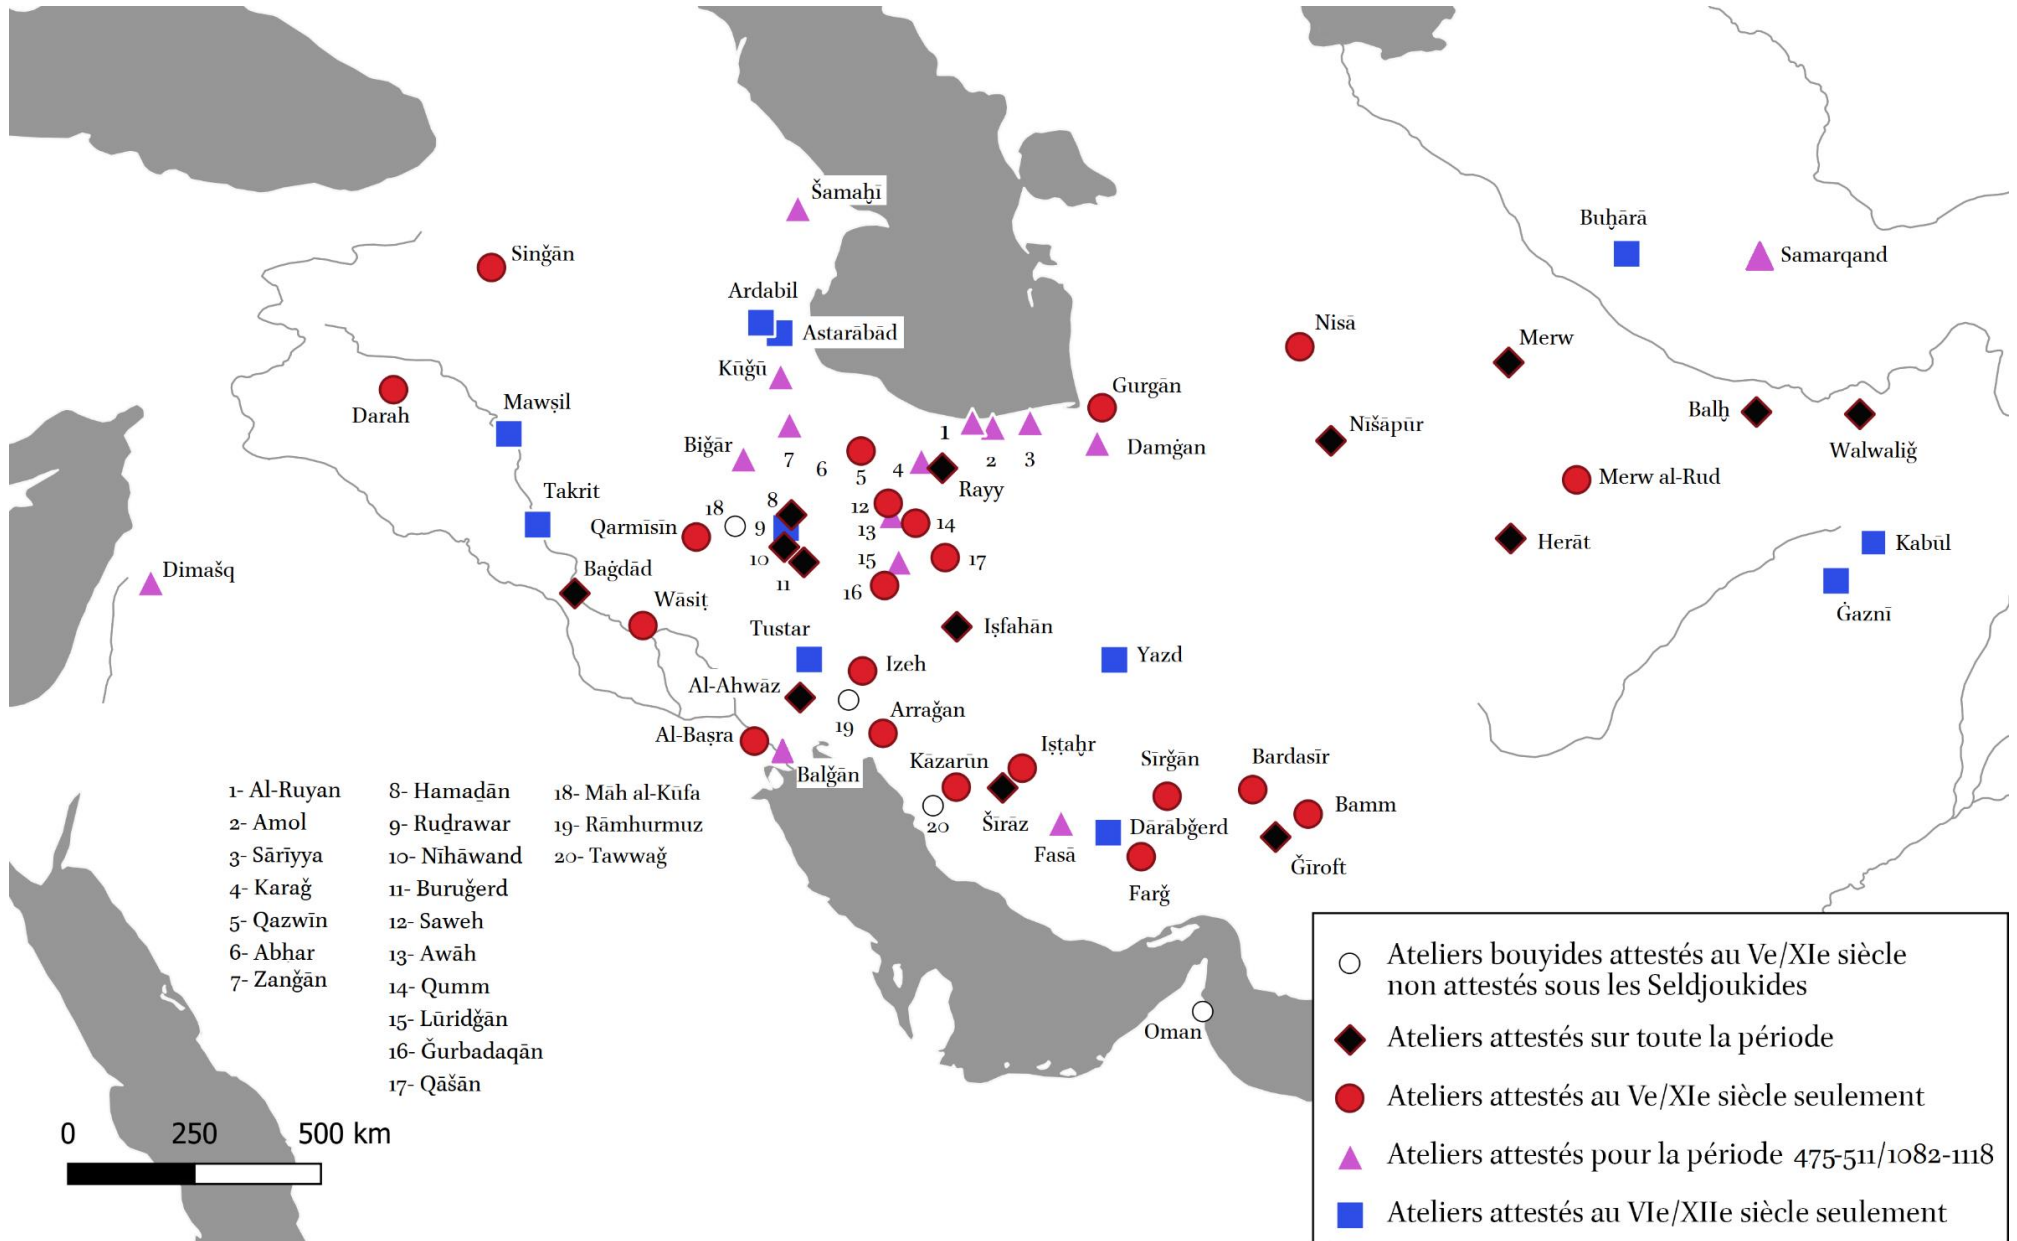 Šamaḫī
Buḫārā
Samarqand
Sinǧān
Ardabil
Astarābād
Nisā
Merw
Kūǧū
Gurgān
Darah
Mawṣil
Balḫ
Nīšāpūr
Walwaliǧ
Biǧār
7
6
5
4
1
2
3
Damġan
Rayy
Merw al-Rud
Takrit
18
8
12
Qarmīsīn
9
13
14
Herāt
Kabūl
Dimašq
Baġdād
10
11
15
17
16
Ġaznī
Wāsiṭ
Tustar
Iṣfahān
Izeh
Yazd
Al-Ahwāz
19
Arraǧan
Al-Baṣra
Balǧān
Kāzarūn
Iṣṭaḫr
Sīrǧān
Bardasīr
Bamm
20
Šīrāz
Fasā
Dārābǧerd
Ǧīroft
Farǧ
Oman
1- Al-Ruyan
2- Amol
3- Sārīyya
4- Karaǧ
5- Qazwīn
6- Abhar
7- Zanǧān
8- Hamaḏān
9- Ruḏrawar
10- Nīhāwand
11- Buruǧerd
12- Saweh
13- Awāh
14- Qumm
15- Lūridǧān
16- Ǧurbadaqān
17- Qāšān
18- Māh al-Kūfa
19- Rāmhurmuz
20- Tawwaǧ
0 250 500 km
Ateliers bouyides attestés au Ve/XIe siècle
non attestés sous les Seldjoukides
Ateliers attestés sur toute la période
Ateliers attestés au Ve/XIe siècle seulement
Ateliers attestés pour la période 475-511/1082-1118
Ateliers attestés au VIe/XIIe siècle seulement